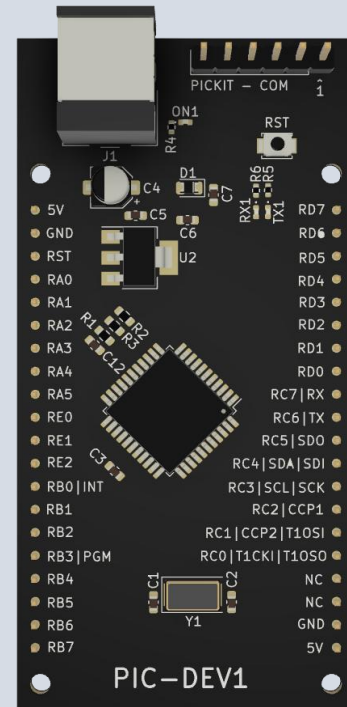 PICKIT - COM 1
ON1
R4
RST
J1
D1
R6
R5
C4
C7
RX1
TX1
C5
C6
U2
5V
GND
RST
RA0
RA1
RA2
RA3
RA4
RA5
RE0
RE1
RE2
RB0|INT
RB1
RB2
RB3|PGM
RB4
RB5
RB6
RB7
R1
R2
R3
C12
C3
RD7
RD6
RD5
RD4
RD3
RD2
RD1
RD0
RC7|RX
RC6|TX
RC5|SDO
RC4|SDA|SDI
RC3|SCL|SCK
RC2|CCP1
RC1|CCP2|T1OSI
RC0|T1CKI|T1OSO
NC
NC
GND
5V
C1
C2
Y1
PIC-DEV1